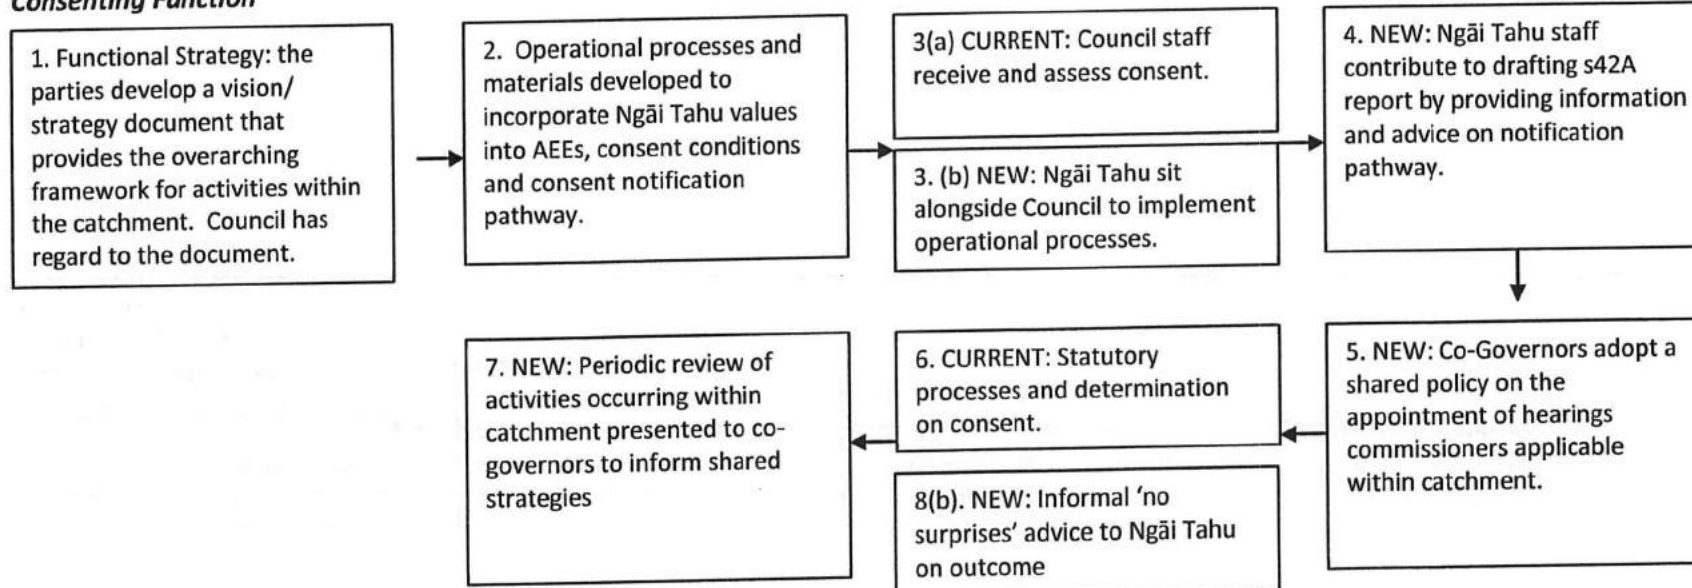 Consenting Function
1. Functional Strategy: the
parties develop a vision/
strategy document that
provides the overarching
framework for activities within
the catchment.  Council has
regard to the document.
2.  Operational processes and
materials developed to
incorporate Ngāi Tahu values
into AEEs, consent conditions
and consent notification
pathway.
3(a) CURRENT: Council staff
receive and assess consent.
3. (b) NEW: Ngāi Tahu sit
alongside Council to implement
operational processes.
4. NEW: Ngāi Tahu staff
contribute to drafting s42A
report by providing information
and advice on notification
pathway.
5. NEW: Co-Governors adopt a
shared policy on the
appointment of hearings
commissioners applicable
within catchment.
6. CURRENT: Statutory
processes and determination
on consent.
8(b). NEW: Informal ‘no
surprises’ advice to Ngāi Tahu
on outcome
7. NEW: Periodic review of
activities occurring within
catchment presented to co-
governors to inform shared
strategies